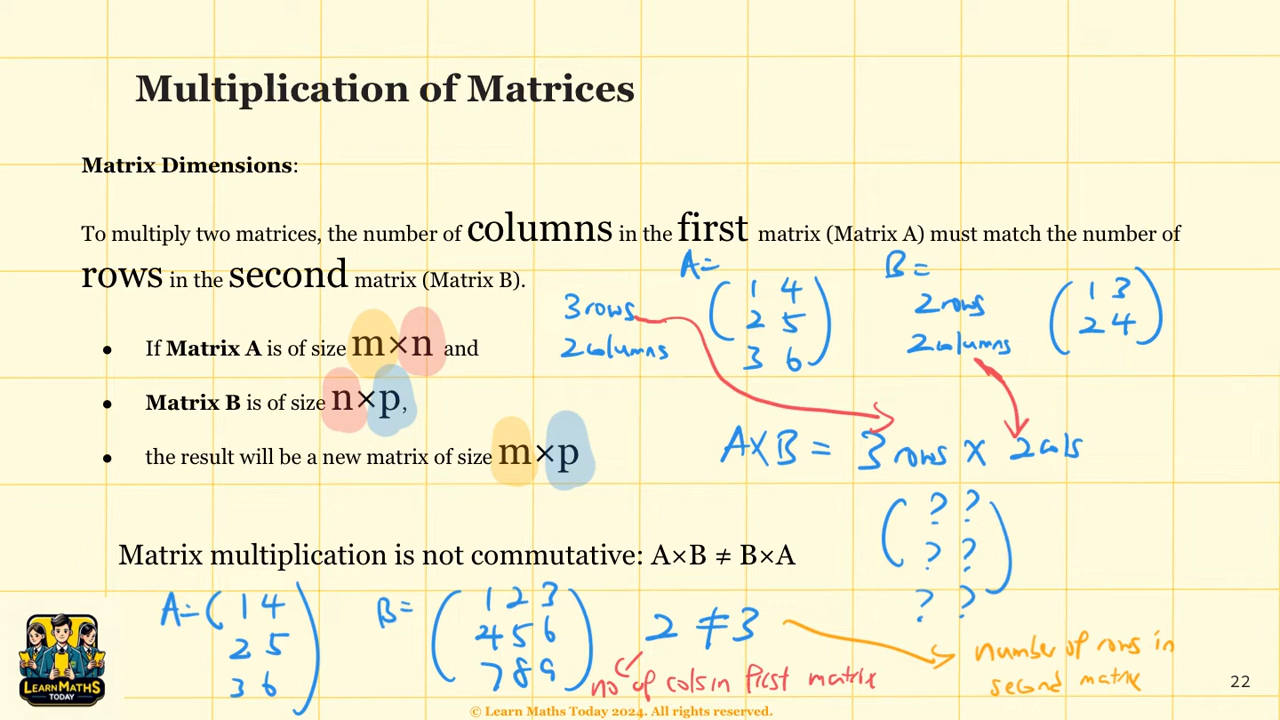 Multiplication of Matrices
Matrix Dimensions:
To multiply two matrices, the number of columns in the first matrix (Matrix A) must match the number of
rows in the second matrix (Matrix B).
A=
(1 4
2 5
3 6)
3 rows
2 columns
B=
2 rows
2 columns
(1 3
2 4)
● If Matrix A is of size m×n and
● Matrix B is of size n×p,
● the result will be a new matrix of size m×p
A×B = 3 rows × 2 cols
(? ?
? ?
? ?)
Matrix multiplication is not commutative: A×B ≠ B×A
A=(1 4
2 5
3 6)
B=
(1 2 3
4 5 6
7 8 9)
2 ≠ 3
no of cols in first matrix
number of rows in
second matrix
LEARN MATHS
TODAY
© Learn Maths Today 2024. All rights reserved.
22